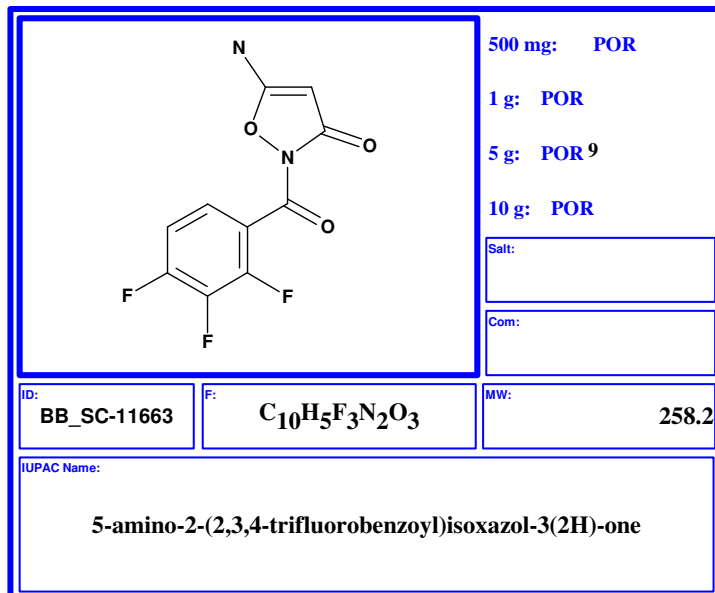 N
O
N
O
O
F
F
F
500 mg: POR
1 g: POR
5 g: POR 9
10 g: POR
Salt:
Com:
ID:
BB_SC-11663
F:
C10H5F3N2O3
MW:
258.2
IUPAC Name:
5-amino-2-(2,3,4-trifluorobenzoyl)isoxazol-3(2H)-one